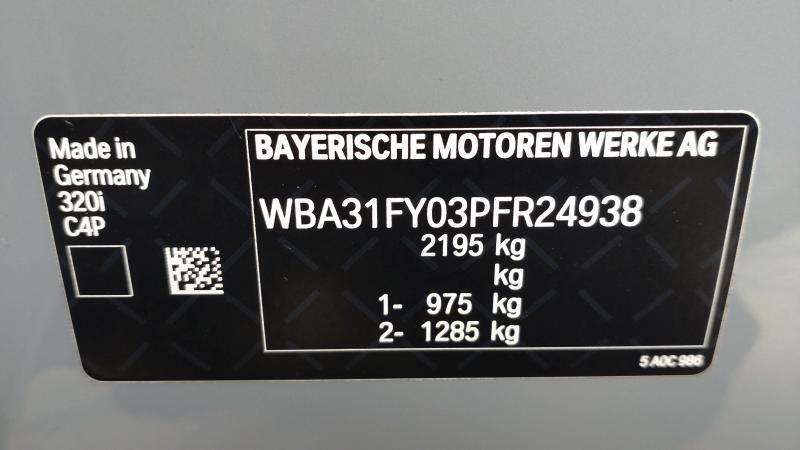 Made in
Germany
320i
C4P
BAYERISCHE MOTOREN WERKE AG
WBA31FY03PFR24938
2195 kg
kg
1- 975 kg
2- 1285 kg
5 A0C 986